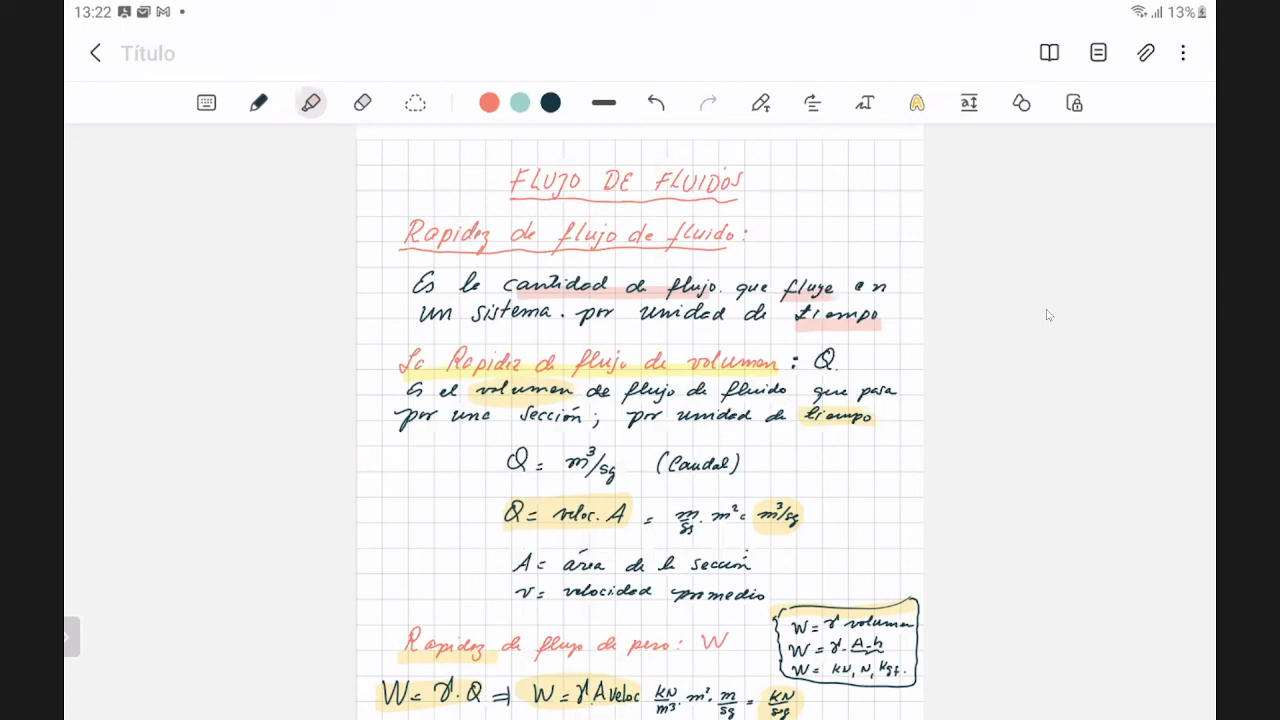 13:22
13%
Título
FLUJO DE FLUIDOS
Rapidez de flujo de fluido:
Es la cantidad de flujo que fluye en
un sistema por unidad de tiempo
La Rapidez de flujo de volumen : Q.
Es el volumen de flujo de fluido que pasa
por una sección; por unidad de tiempo
Q = m³/sg (Caudal)
Q = veloc. A = m/sg . m² = m³/sg
A = área de la sección
v = velocidad promedio
W = γ volumen
W = γ . A . h
W = kN, N, kgf.
Rapidez de flujo de peso: W
W = γ . Q ⇒ W = γ . A veloc kN/m³ . m² . m/sg = kN/seg